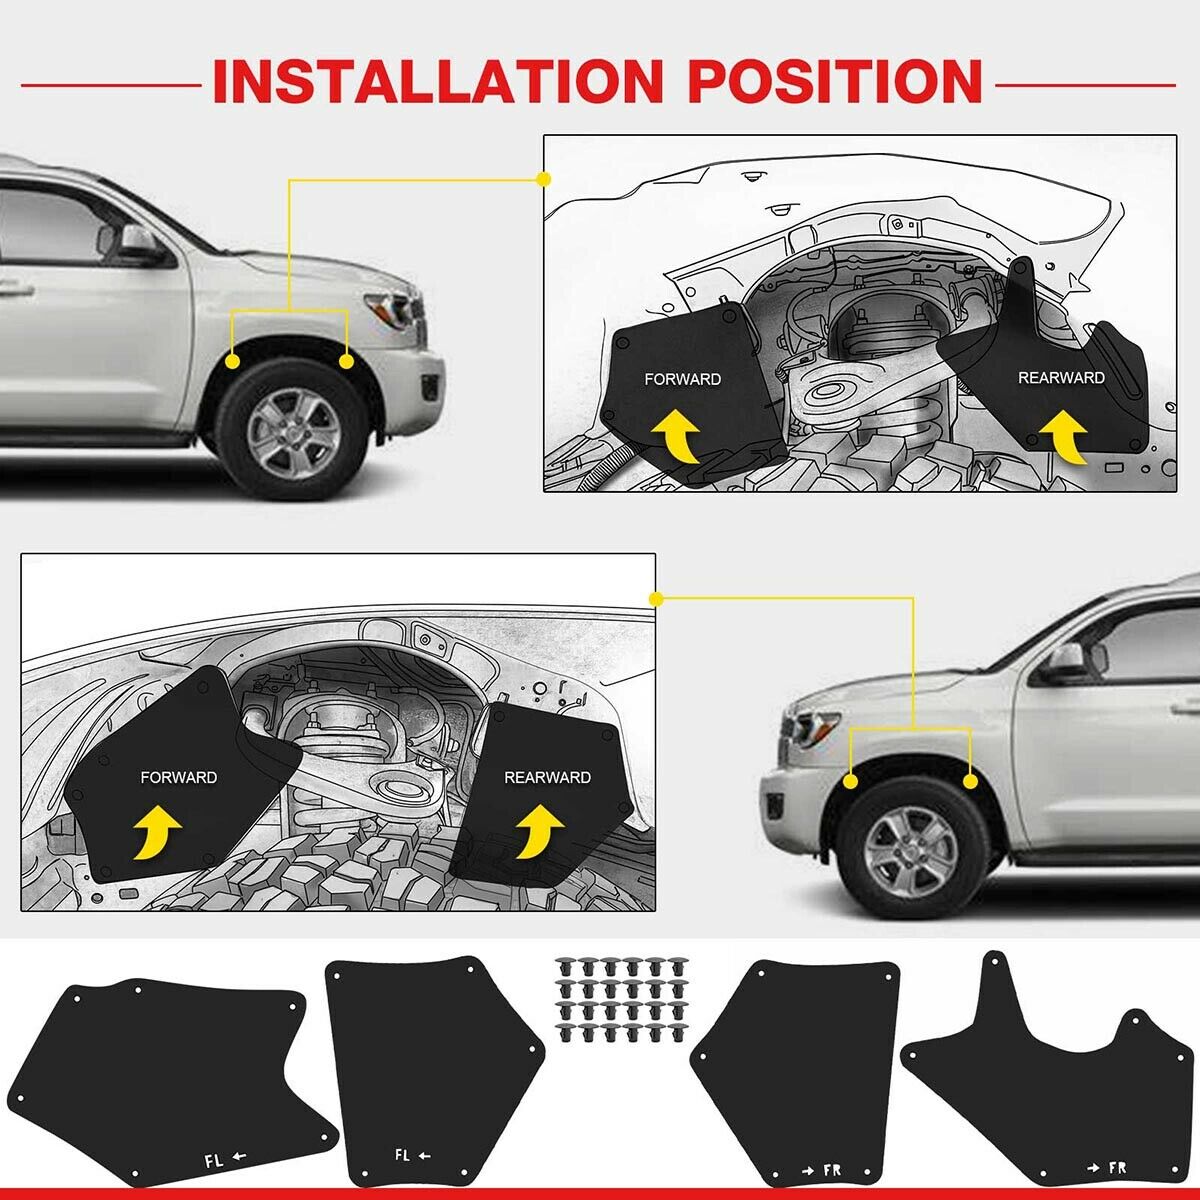 INSTALLATION POSITION
FORWARD
REARWARD
FORWARD
REARWARD
FL ←
FL ←
→ FR
→ FR